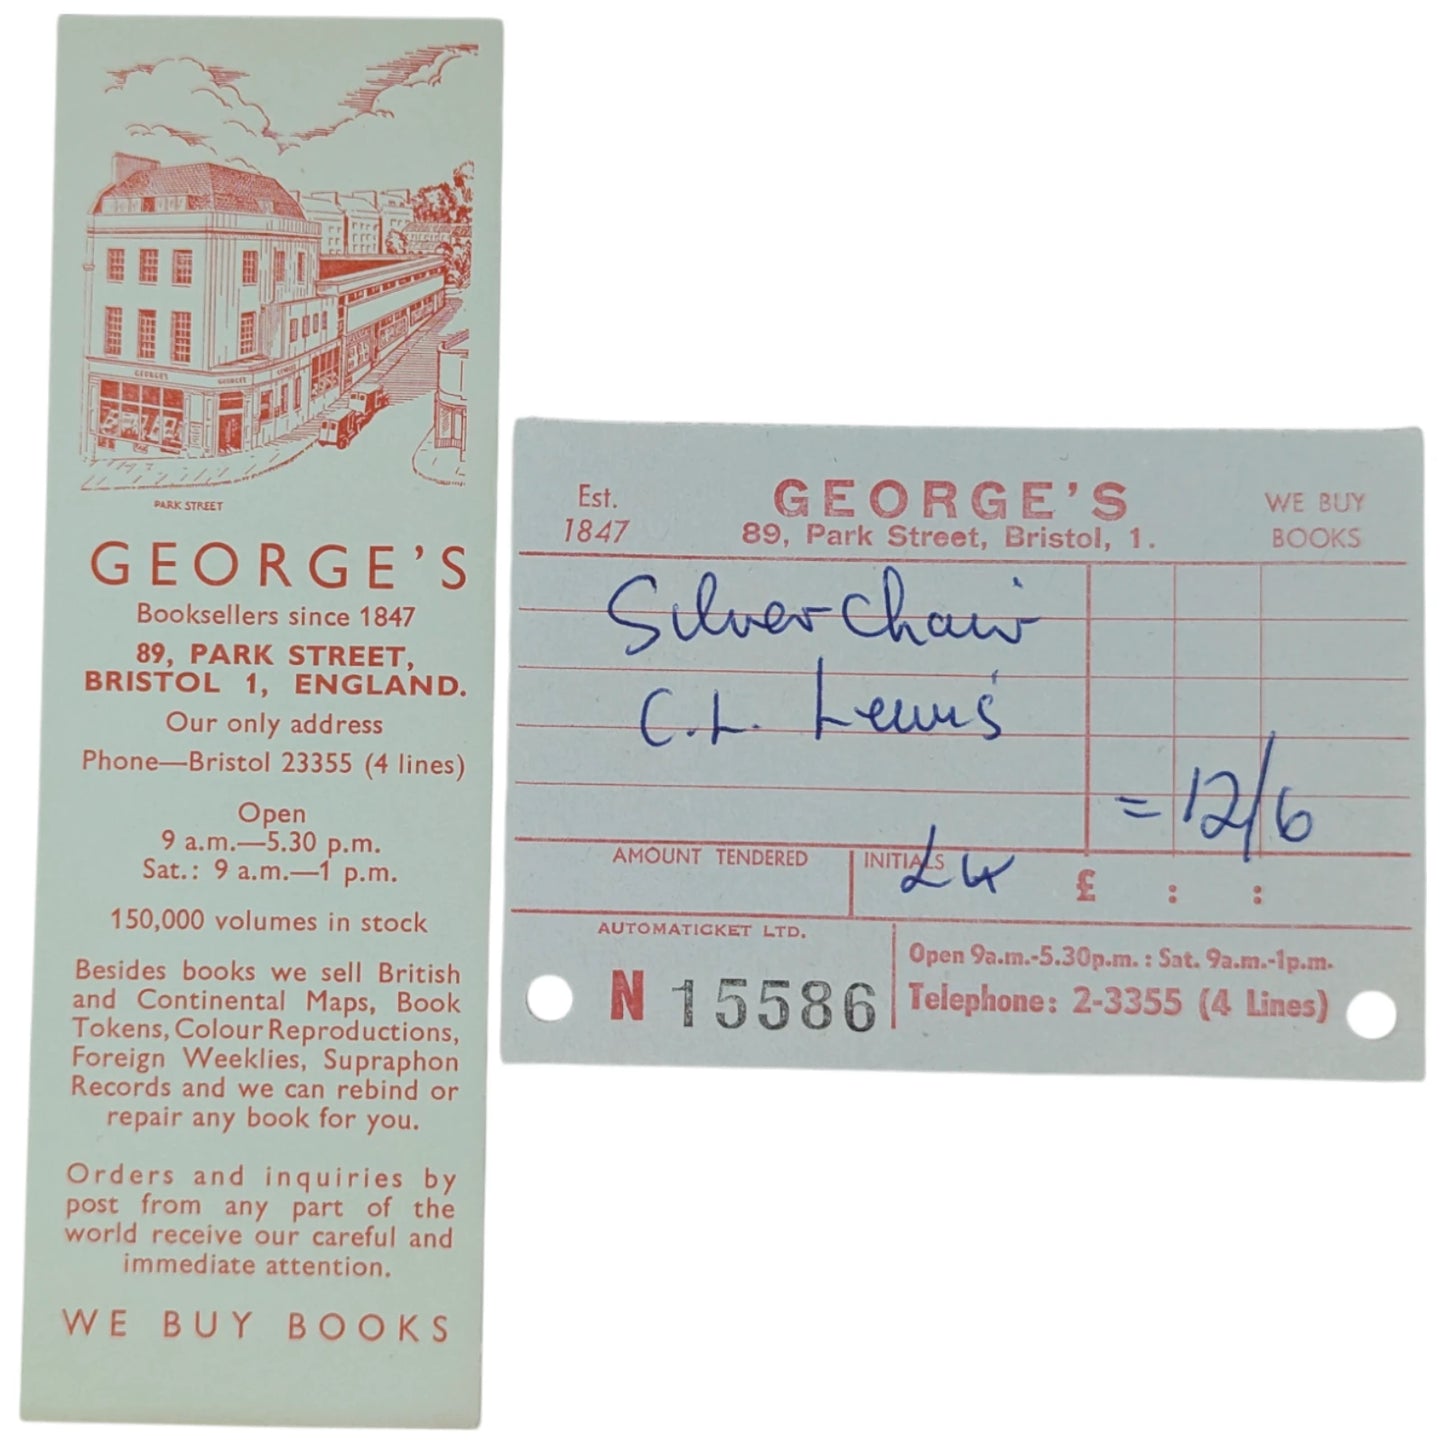 GEORGE'S
GEORGE'S
GEORGE'S
GEORGE'S
PARK STREET
GEORGE'S
Booksellers since 1847
89, PARK STREET,
BRISTOL 1, ENGLAND.
Our only address
Phone—Bristol 23355 (4 lines)
Open
9 a.m.—5.30 p.m.
Sat.: 9 a.m.—1 p.m.
150,000 volumes in stock
Besides books we sell British
and Continental Maps, Book
Tokens, Colour Reproductions,
Foreign Weeklies, Supraphon
Records and we can rebind or
repair any book for you.
Orders and inquiries by
post from any part of the
world receive our careful and
immediate attention.
WE BUY BOOKS
Est. 1847
GEORGE'S
89, Park Street, Bristol, 1.
WE BUY BOOKS
Silver Chair
C.L. Lewis
= 12/6
AMOUNT TENDERED
INITIALS
£ : :
AUTOMATICKET LTD.
N 15586
Open 9a.m.-5.30p.m. : Sat. 9a.m.-1p.m.
Telephone: 2-3355 (4 Lines)